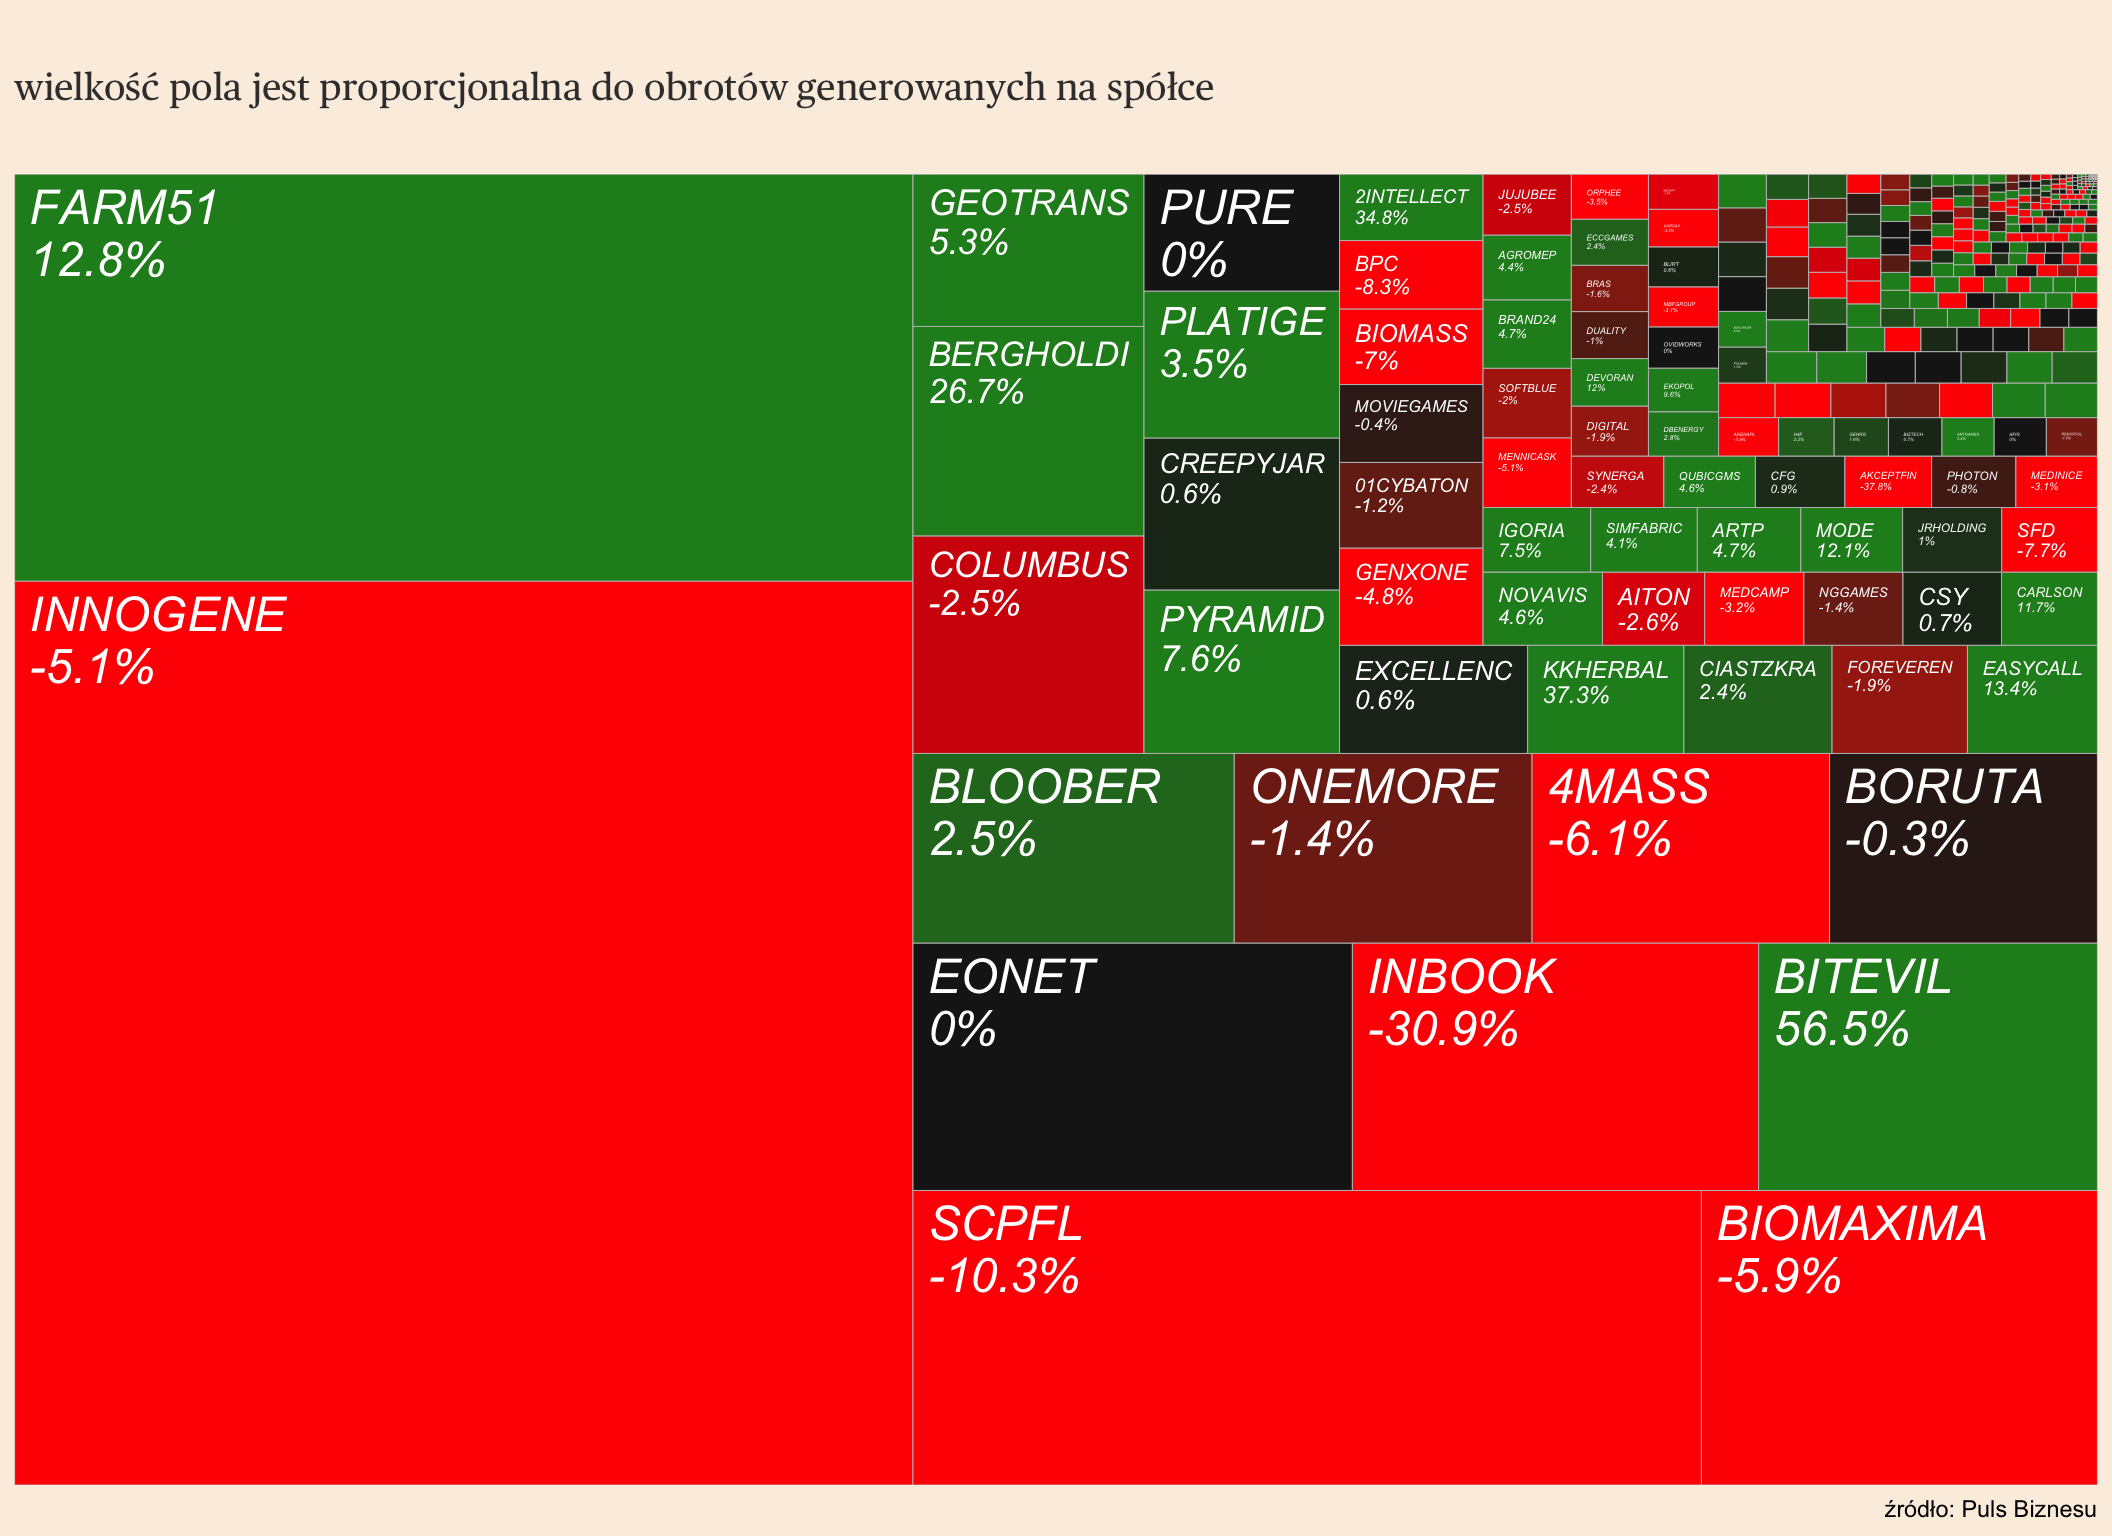 wielkość pola jest proporcjonalna do obrotów generowanych na spółce
FARM51
12.8%
INNOGENE
-5.1%
GEOTRANS
5.3%
BERGHOLDI
26.7%
COLUMBUS
-2.5%
PURE
0%
PLATIGE
3.5%
CREEPYJAR
0.6%
PYRAMID
7.6%
2INTELLECT
34.8%
BPC
-8.3%
BIOMASS
-7%
MOVIEGAMES
-0.4%
01CYBATON
-1.2%
GENXONE
-4.8%
JUJUBEE
-2.5%
AGROMEP
4.4%
BRAND24
4.7%
SOFTBLUE
-2%
MENNICASK
-5.1%
ORPHEE
-3.5%
ECCGAMES
2.4%
BRAS
-1.6%
DUALITY
-1%
DEVORAN
12%
DIGITAL
-1.9%
BLIRT
0.6%
MBFGROUP
-3.1%
OVIDWORKS
0%
EKOPOL
9.6%
DBENERGY
2.8%
SYNERGA
-2.4%
QUBICGMS
4.6%
CFG
0.9%
AKCEPTFIN
-37.8%
PHOTON
-0.8%
MEDINICE
-3.1%
IGORIA
7.5%
SIMFABRIC
4.1%
ARTP
4.7%
MODE
12.1%
JRHOLDING
1%
SFD
-7.7%
NOVAVIS
4.6%
AITON
-2.6%
MEDCAMP
-3.2%
NGGAMES
-1.4%
CSY
0.7%
CARLSON
11.7%
EXCELLENC
0.6%
KKHERBAL
37.3%
CIASTZKRA
2.4%
FOREVEREN
-1.9%
EASYCALL
13.4%
BLOOBER
2.5%
ONEMORE
-1.4%
4MASS
-6.1%
BORUTA
-0.3%
EONET
0%
INBOOK
-30.9%
BITEVIL
56.5%
SCPFL
-10.3%
BIOMAXIMA
-5.9%
źródło: Puls Biznesu